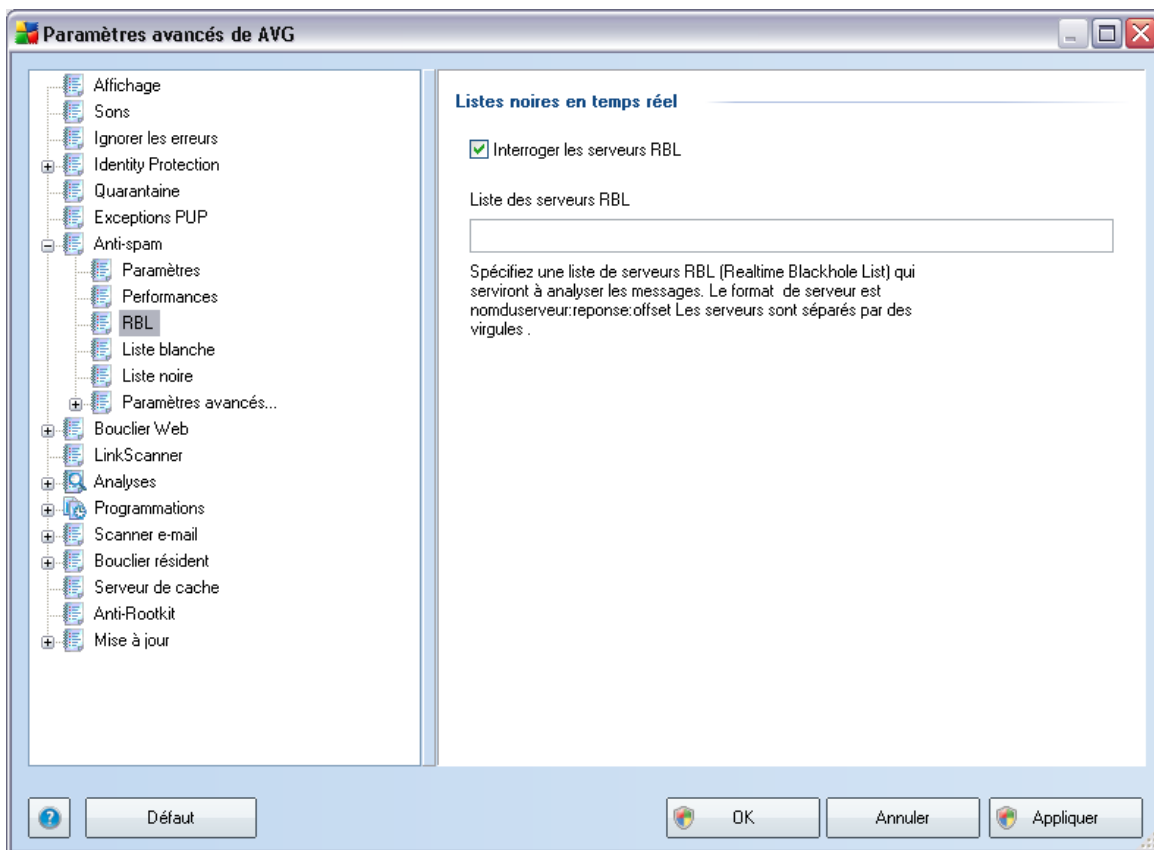 Paramètres avancés de AVG
Affichage
Sons
Ignorer les erreurs
Identity Protection
Quarantaine
Exceptions PUP
Anti-spam
Paramètres
Performances
RBL
Liste blanche
Liste noire
Paramètres avancés...
Bouclier Web
LinkScanner
Analyses
Programmations
Scanner e-mail
Bouclier résident
Serveur de cache
Anti-Rootkit
Mise à jour
Listes noires en temps réel
Interroger les serveurs RBL
Liste des serveurs RBL
Spécifiez une liste de serveurs RBL (Realtime Blackhole List) qui
serviront à analyser les messages. Le format  de serveur est
nomduserveur:reponse:offset Les serveurs sont séparés par des
virgules .
?
Défaut
OK
Annuler
Appliquer